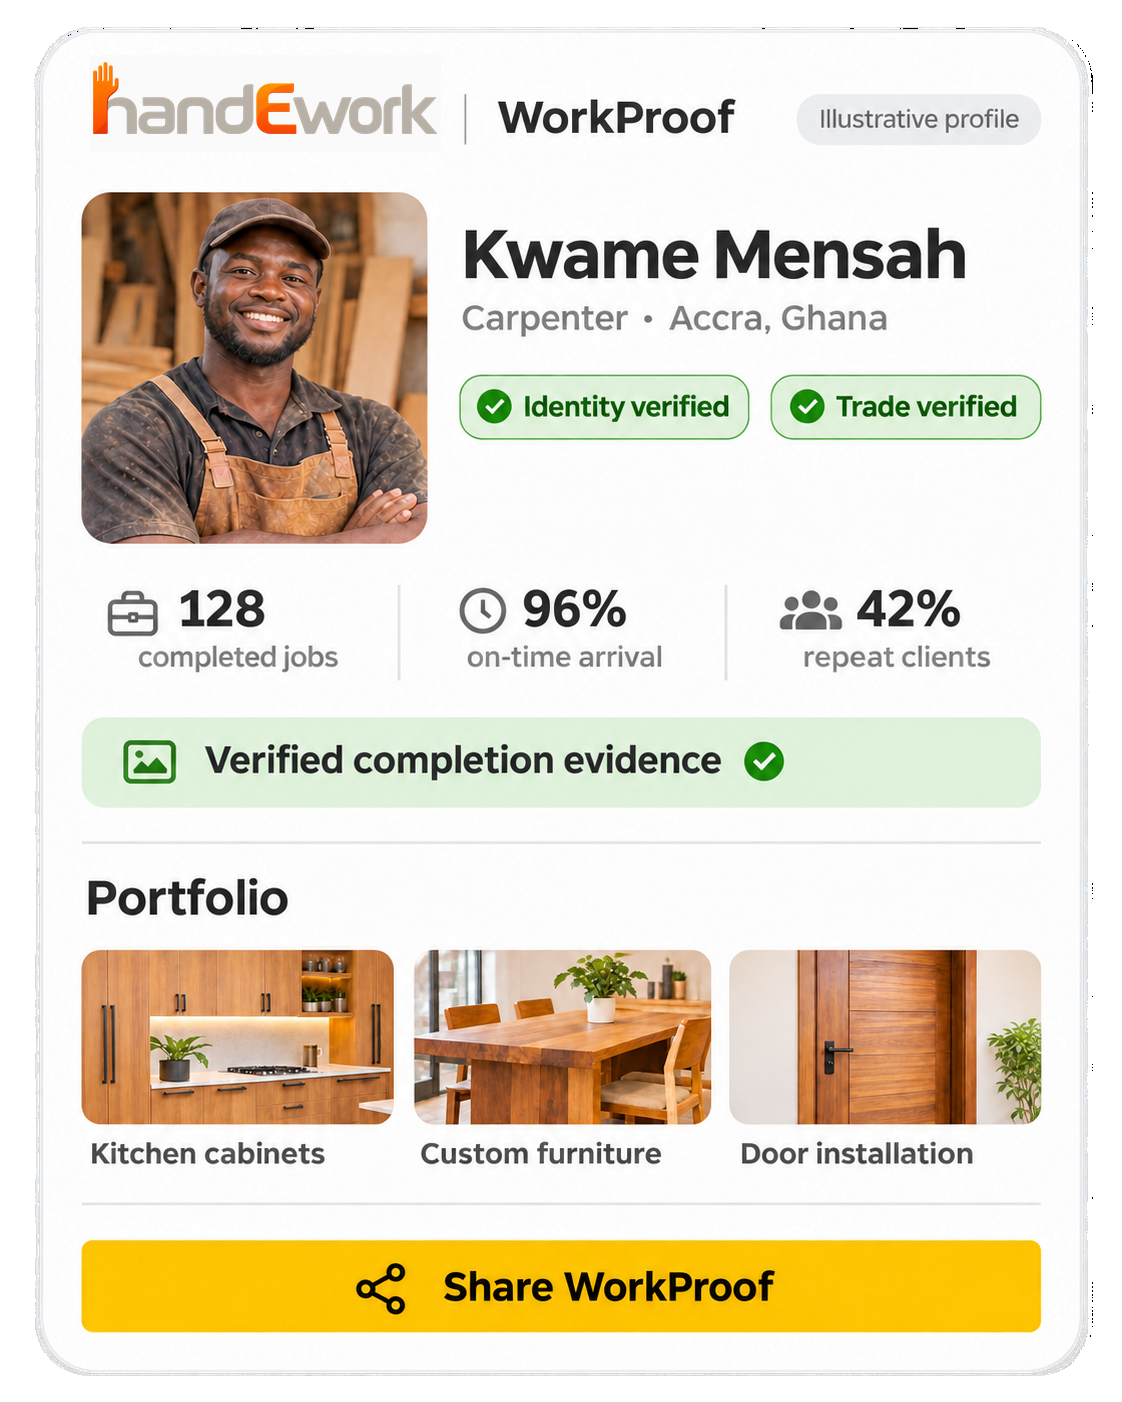 handEwork
WorkProof
Illustrative profile
Kwame Mensah
Carpenter • Accra, Ghana
Identity verified
Trade verified
128
completed jobs
96%
on-time arrival
42%
repeat clients
Verified completion evidence
Portfolio
Kitchen cabinets
Custom furniture
Door installation
Share WorkProof